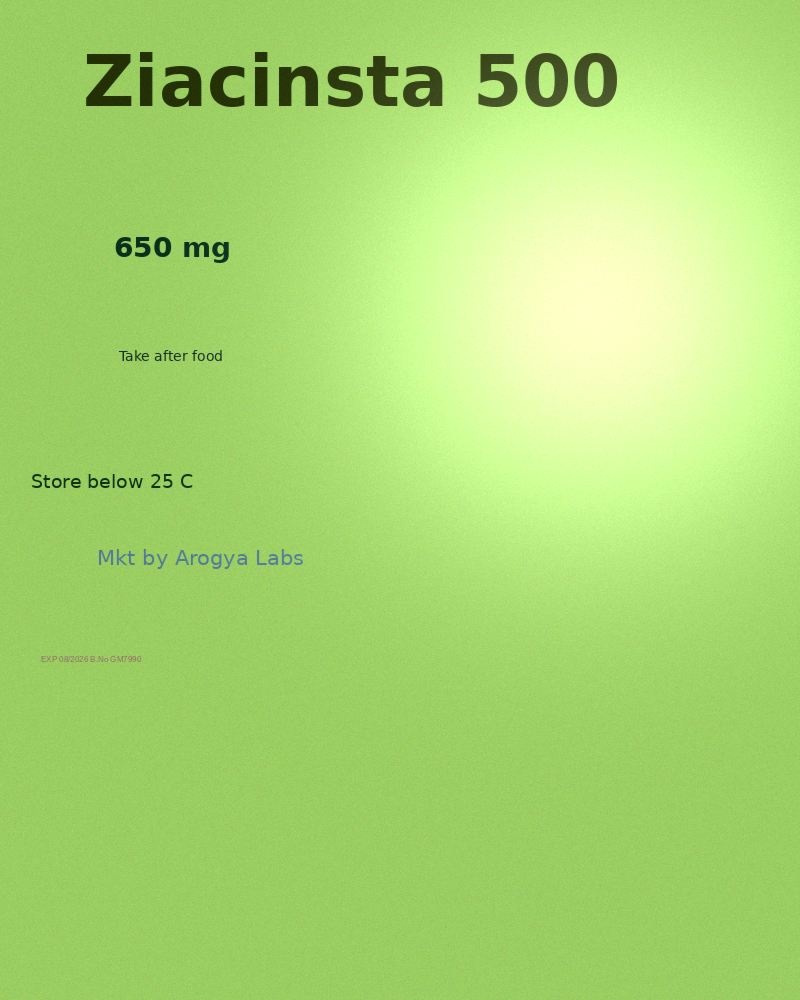 Ziacinsta 500
650 mg
Take after food
Store below 25 C
Mkt by Arogya Labs
EXP 08/2026 B.No GM7990